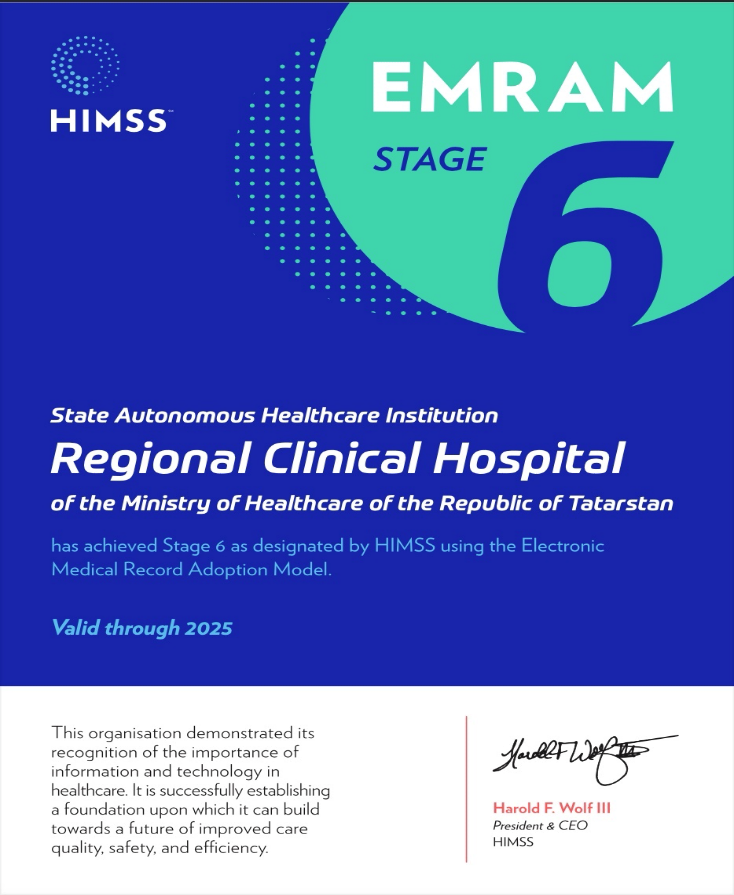 HIMSS™
EMRAM
STAGE
6
State Autonomous Healthcare Institution
Regional Clinical Hospital
of the Ministry of Healthcare of the Republic of Tatarstan
has achieved Stage 6 as designated by HIMSS using the Electronic
Medical Record Adoption Model.
Valid through 2025
This organisation demonstrated its
recognition of the importance of
information and technology in
healthcare. It is successfully establishing
a foundation upon which it can build
towards a future of improved care
quality, safety, and efficiency.
Harold F Wolf III
Harold F. Wolf III
President & CEO
HIMSS